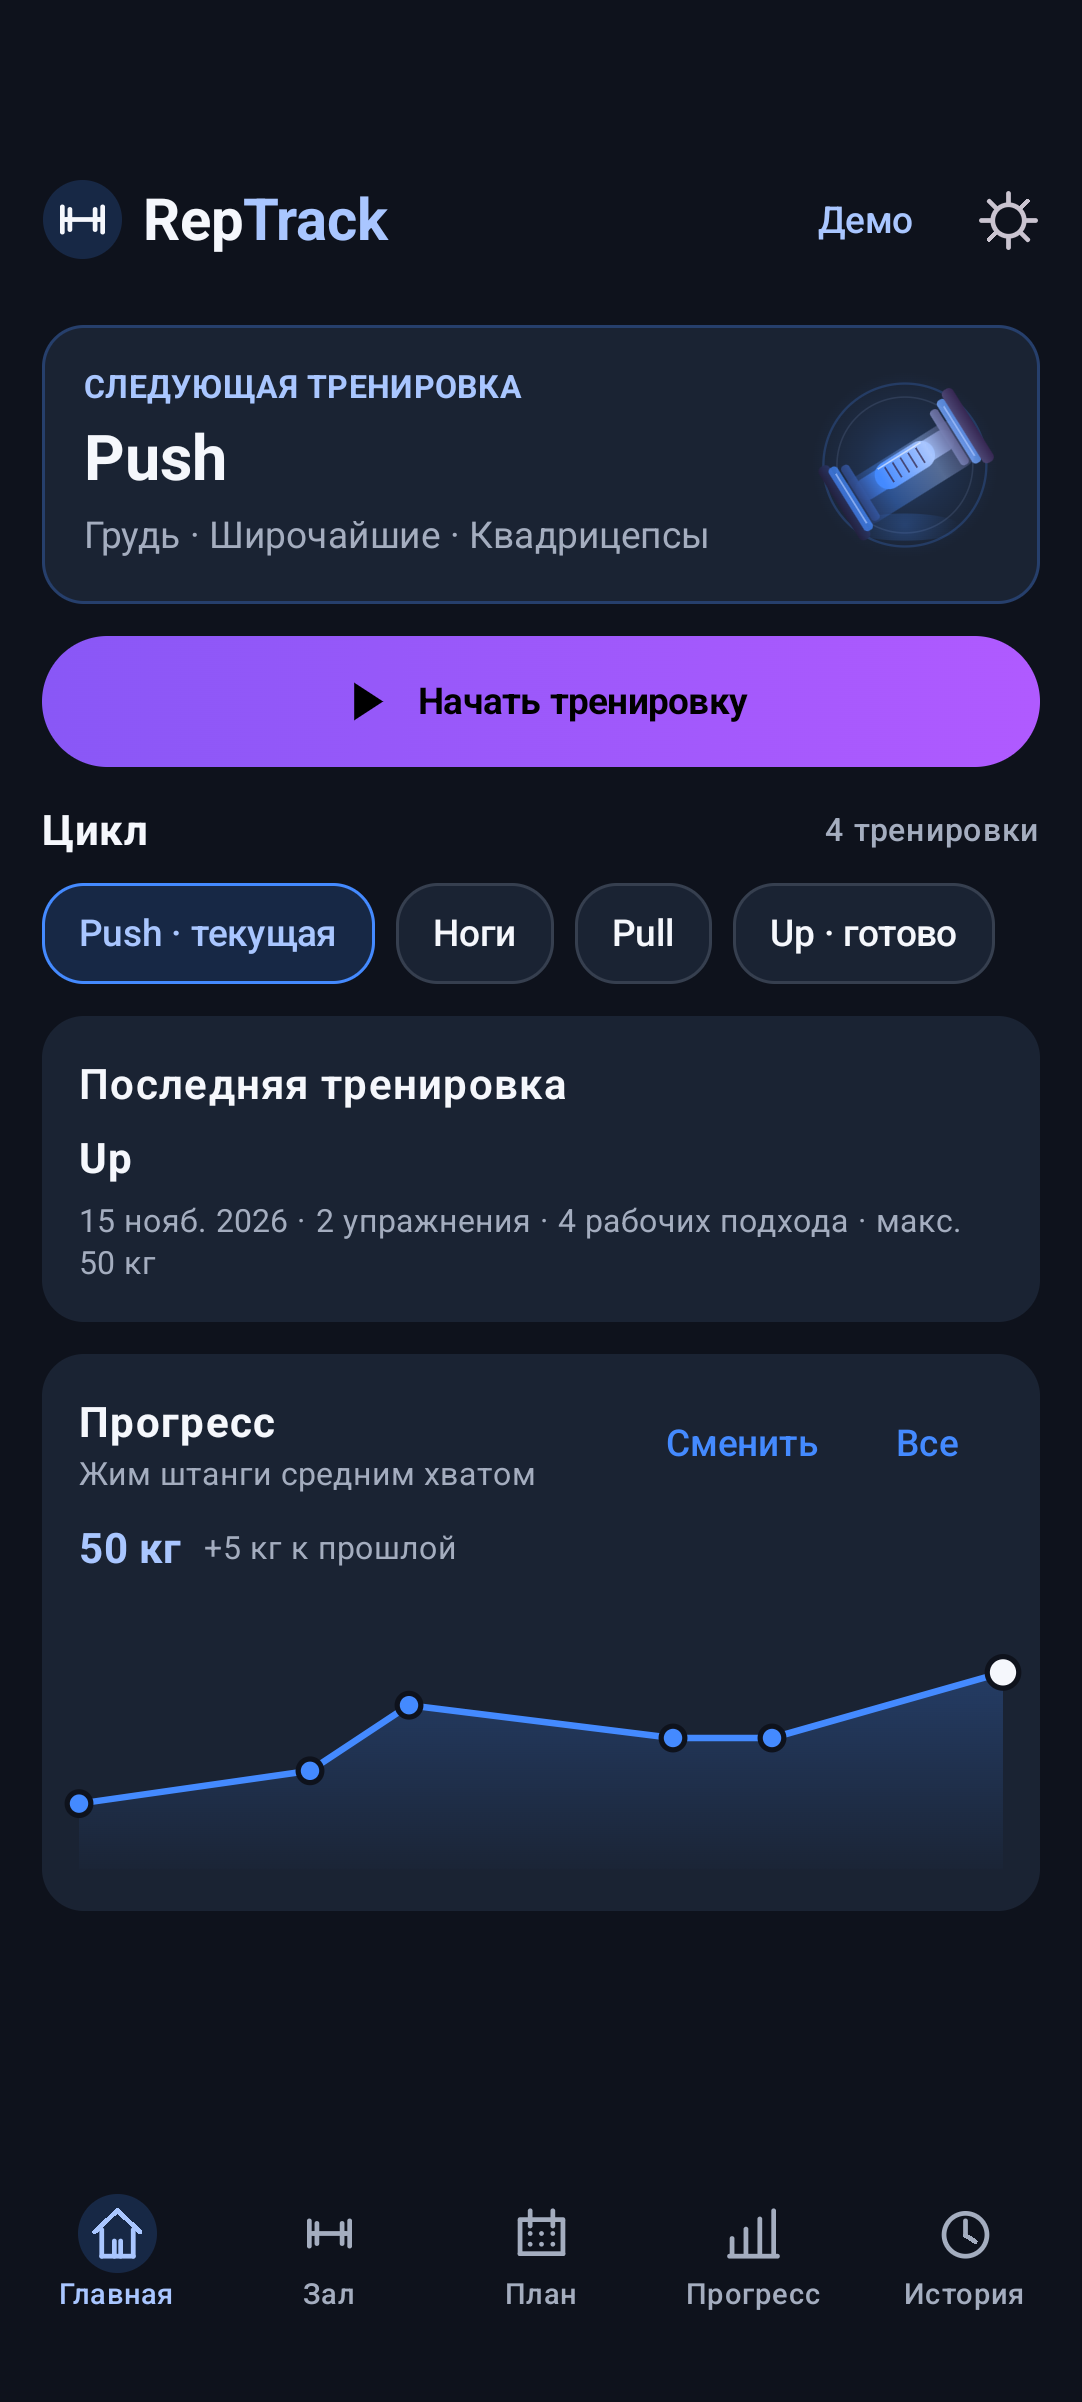 RepTrack
Демо
СЛЕДУЮЩАЯ ТРЕНИРОВКА
Push
Грудь · Широчайшие · Квадрицепсы
Начать тренировку
Цикл
4 тренировки
Push · текущая
Ноги
Pull
Up · готово
Последняя тренировка
Up
15 нояб. 2026 · 2 упражнения · 4 рабочих подхода · макс.
50 кг
Прогресс
Жим штанги средним хватом
Сменить
Все
50 кг +5 кг к прошлой
Главная
Зал
План
Прогресс
История